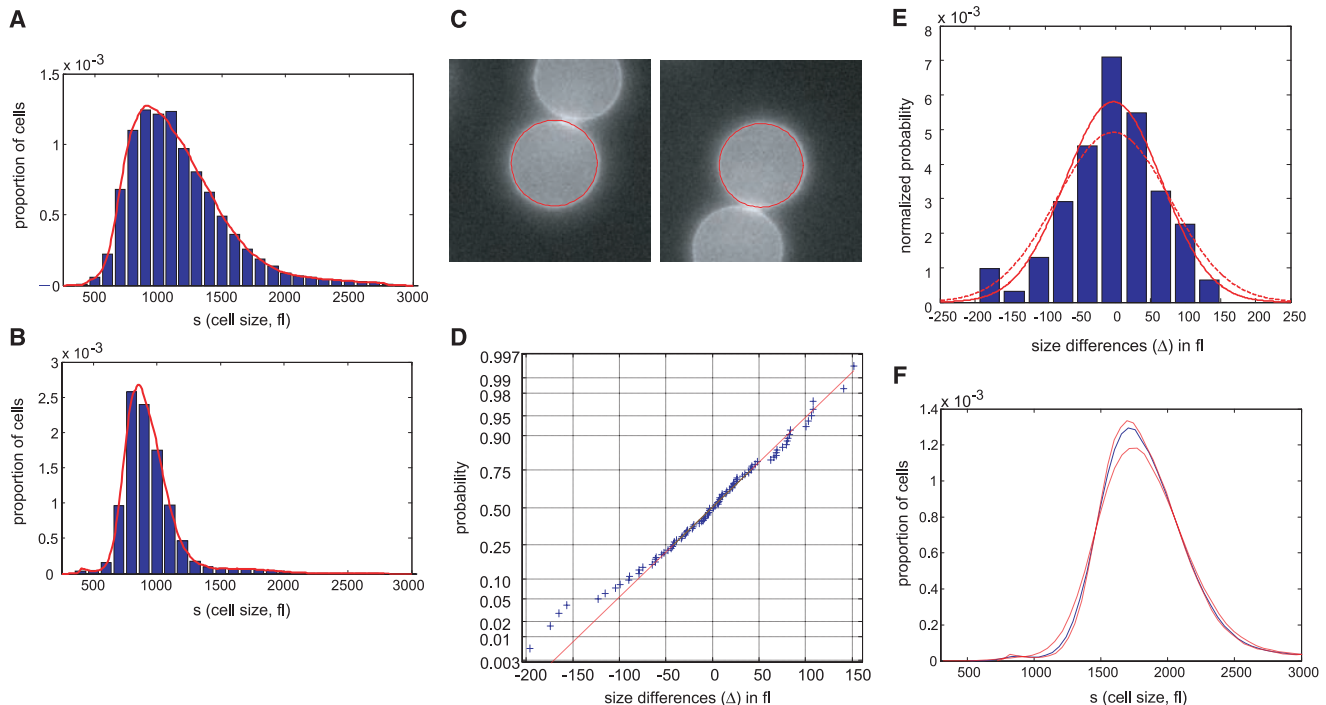 A
x 10⁻³
1.5
1
0.5
0
proportion of cells
500 1000 1500 2000 2500 3000
s (cell size, fl)
B
x 10⁻³
5
4
3
2
1
0
proportion of cells
500 1000 1500 2000 2500 3000
s (cell size, fl)
C
D
0.997
0.99
0.98
0.95
0.90
0.75
0.50
0.25
0.10
0.05
0.02
0.01
0.003
probability
-200 -150 -100 -50 0 50 100 150
size differences (Δ) in fl
E
x 10⁻³
8
7
6
5
4
3
2
1
0
normalized probability
-250 -200 -150 -100 -50 0 50 100 150 200 250
size differences (Δ) in fl
F
x 10⁻³
1.4
1.2
1
0.8
0.6
0.4
0.2
0
proportion of cells
500 1000 1500 2000 2500 3000
s (cell size, fl)